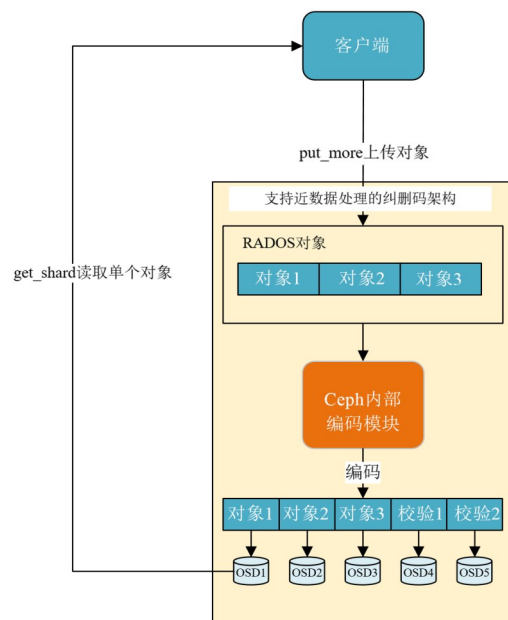 客户端
put_more上传对象
支持近数据处理的纠删码架构
RADOS对象
对象1 对象2 对象3
get_shard读取单个对象
Ceph内部
编码模块
编码
对象1 对象2 对象3 校验1 校验2
OSD1 OSD2 OSD3 OSD4 OSD5